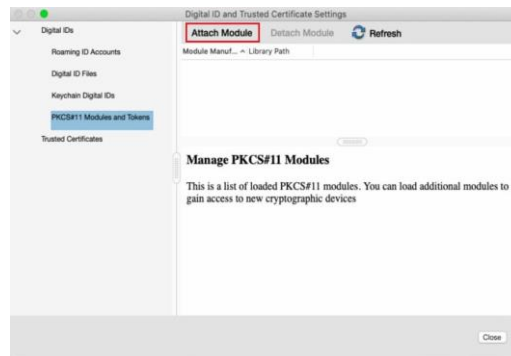 Digital ID and Trusted Certificate Settings
Digital IDs
Roaming ID Accounts
Digital ID Files
Keychain Digital IDs
PKCS#11 Modules and Tokens
Trusted Certificates
Attach Module Detach Module Refresh
Module Manuf... Library Path
Manage PKCS#11 Modules
This is a list of loaded PKCS#11 modules. You can load additional modules to
gain access to new cryptographic devices
Close